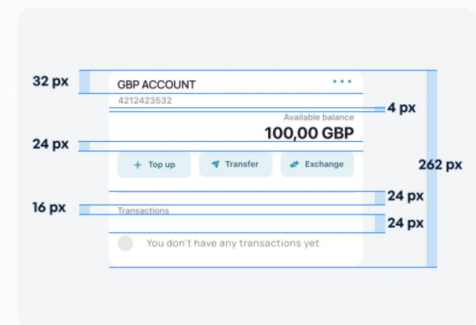 32 px
GBP ACCOUNT
4212423532
4 px
Available balance
100,00 GBP
24 px
+ Top up
Transfer
Exchange
262 px
24 px
16 px
Transactions
24 px
You don't have any transactions yet